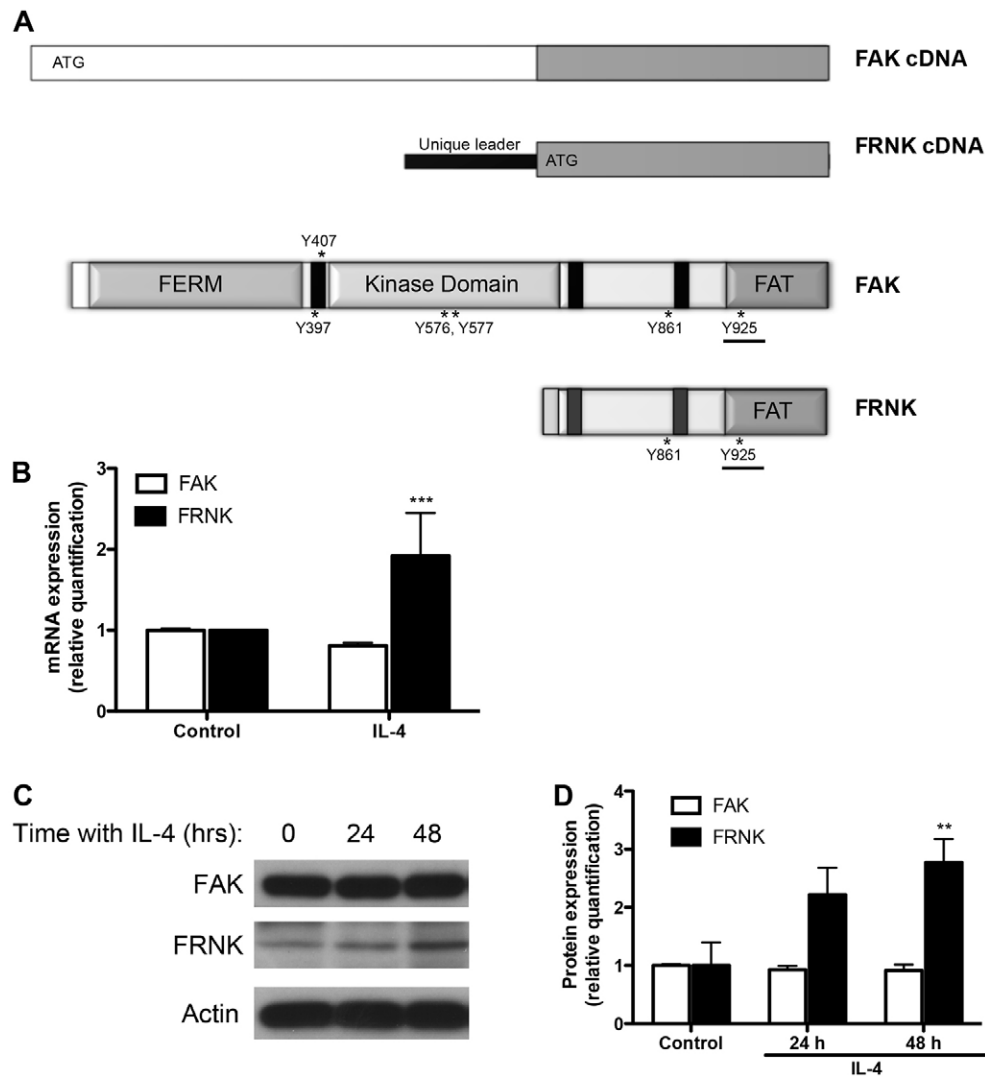 A
ATG
FAK cDNA
Unique leader
ATG
FRNK cDNA
Y407
*
FERM
Kinase Domain
FAT
FAK
* ** * *
Y397 Y576, Y577 Y861 Y925
FAT
FRNK
* *
Y861 Y925
B
mRNA expression
(relative quantification)
3
2
1
0
FAK
FRNK
***
Control IL-4
C
Time with IL-4 (hrs): 0 24 48
FAK
FRNK
Actin
D
Protein expression
(relative quantification)
4
3
2
1
0
FAK
FRNK
**
Control 24 h 48 h
IL-4